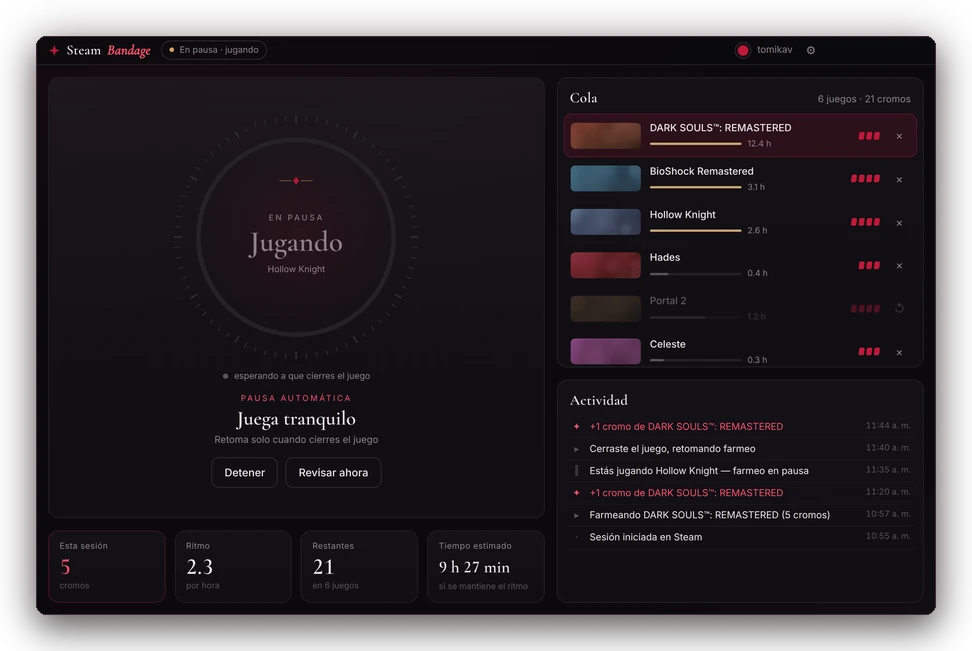 Steam Bandage
En pausa · jugando
tomikav
EN PAUSA
Jugando
Hollow Knight
esperando a que cierres el juego
PAUSA AUTOMÁTICA
Juega tranquilo
Retoma solo cuando cierres el juego
Detener
Revisar ahora
Esta sesión
5
cromos
Ritmo
2.3
por hora
Restantes
21
en 6 juegos
Tiempo estimado
9 h 27 min
si se mantiene el ritmo
Cola
6 juegos · 21 cromos
DARK SOULS™: REMASTERED
12.4 h
BioShock Remastered
3.1 h
Hollow Knight
2.6 h
Hades
0.4 h
Portal 2
1.2 h
Celeste
0.3 h
Actividad
+1 cromo de DARK SOULS™: REMASTERED 11:44 a. m.
Cerraste el juego, retomando farmeo 11:40 a. m.
Estás jugando Hollow Knight — farmeo en pausa 11:35 a. m.
+1 cromo de DARK SOULS™: REMASTERED 11:20 a. m.
Farmeando DARK SOULS™: REMASTERED (5 cromos) 10:57 a. m.
Sesión iniciada en Steam 10:55 a. m.